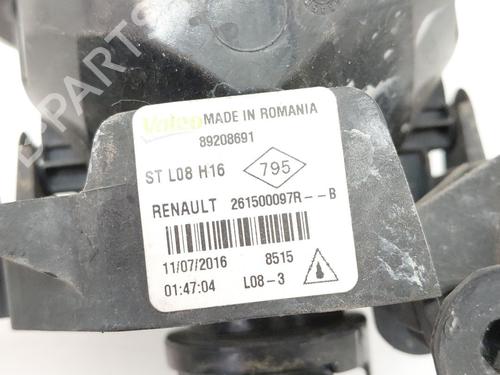 Valeo MADE IN ROMANIA
89208691
ST L08 H16 795
RENAULT 261500097R--B
11/07/2016 8515
01:47:04 L08-3